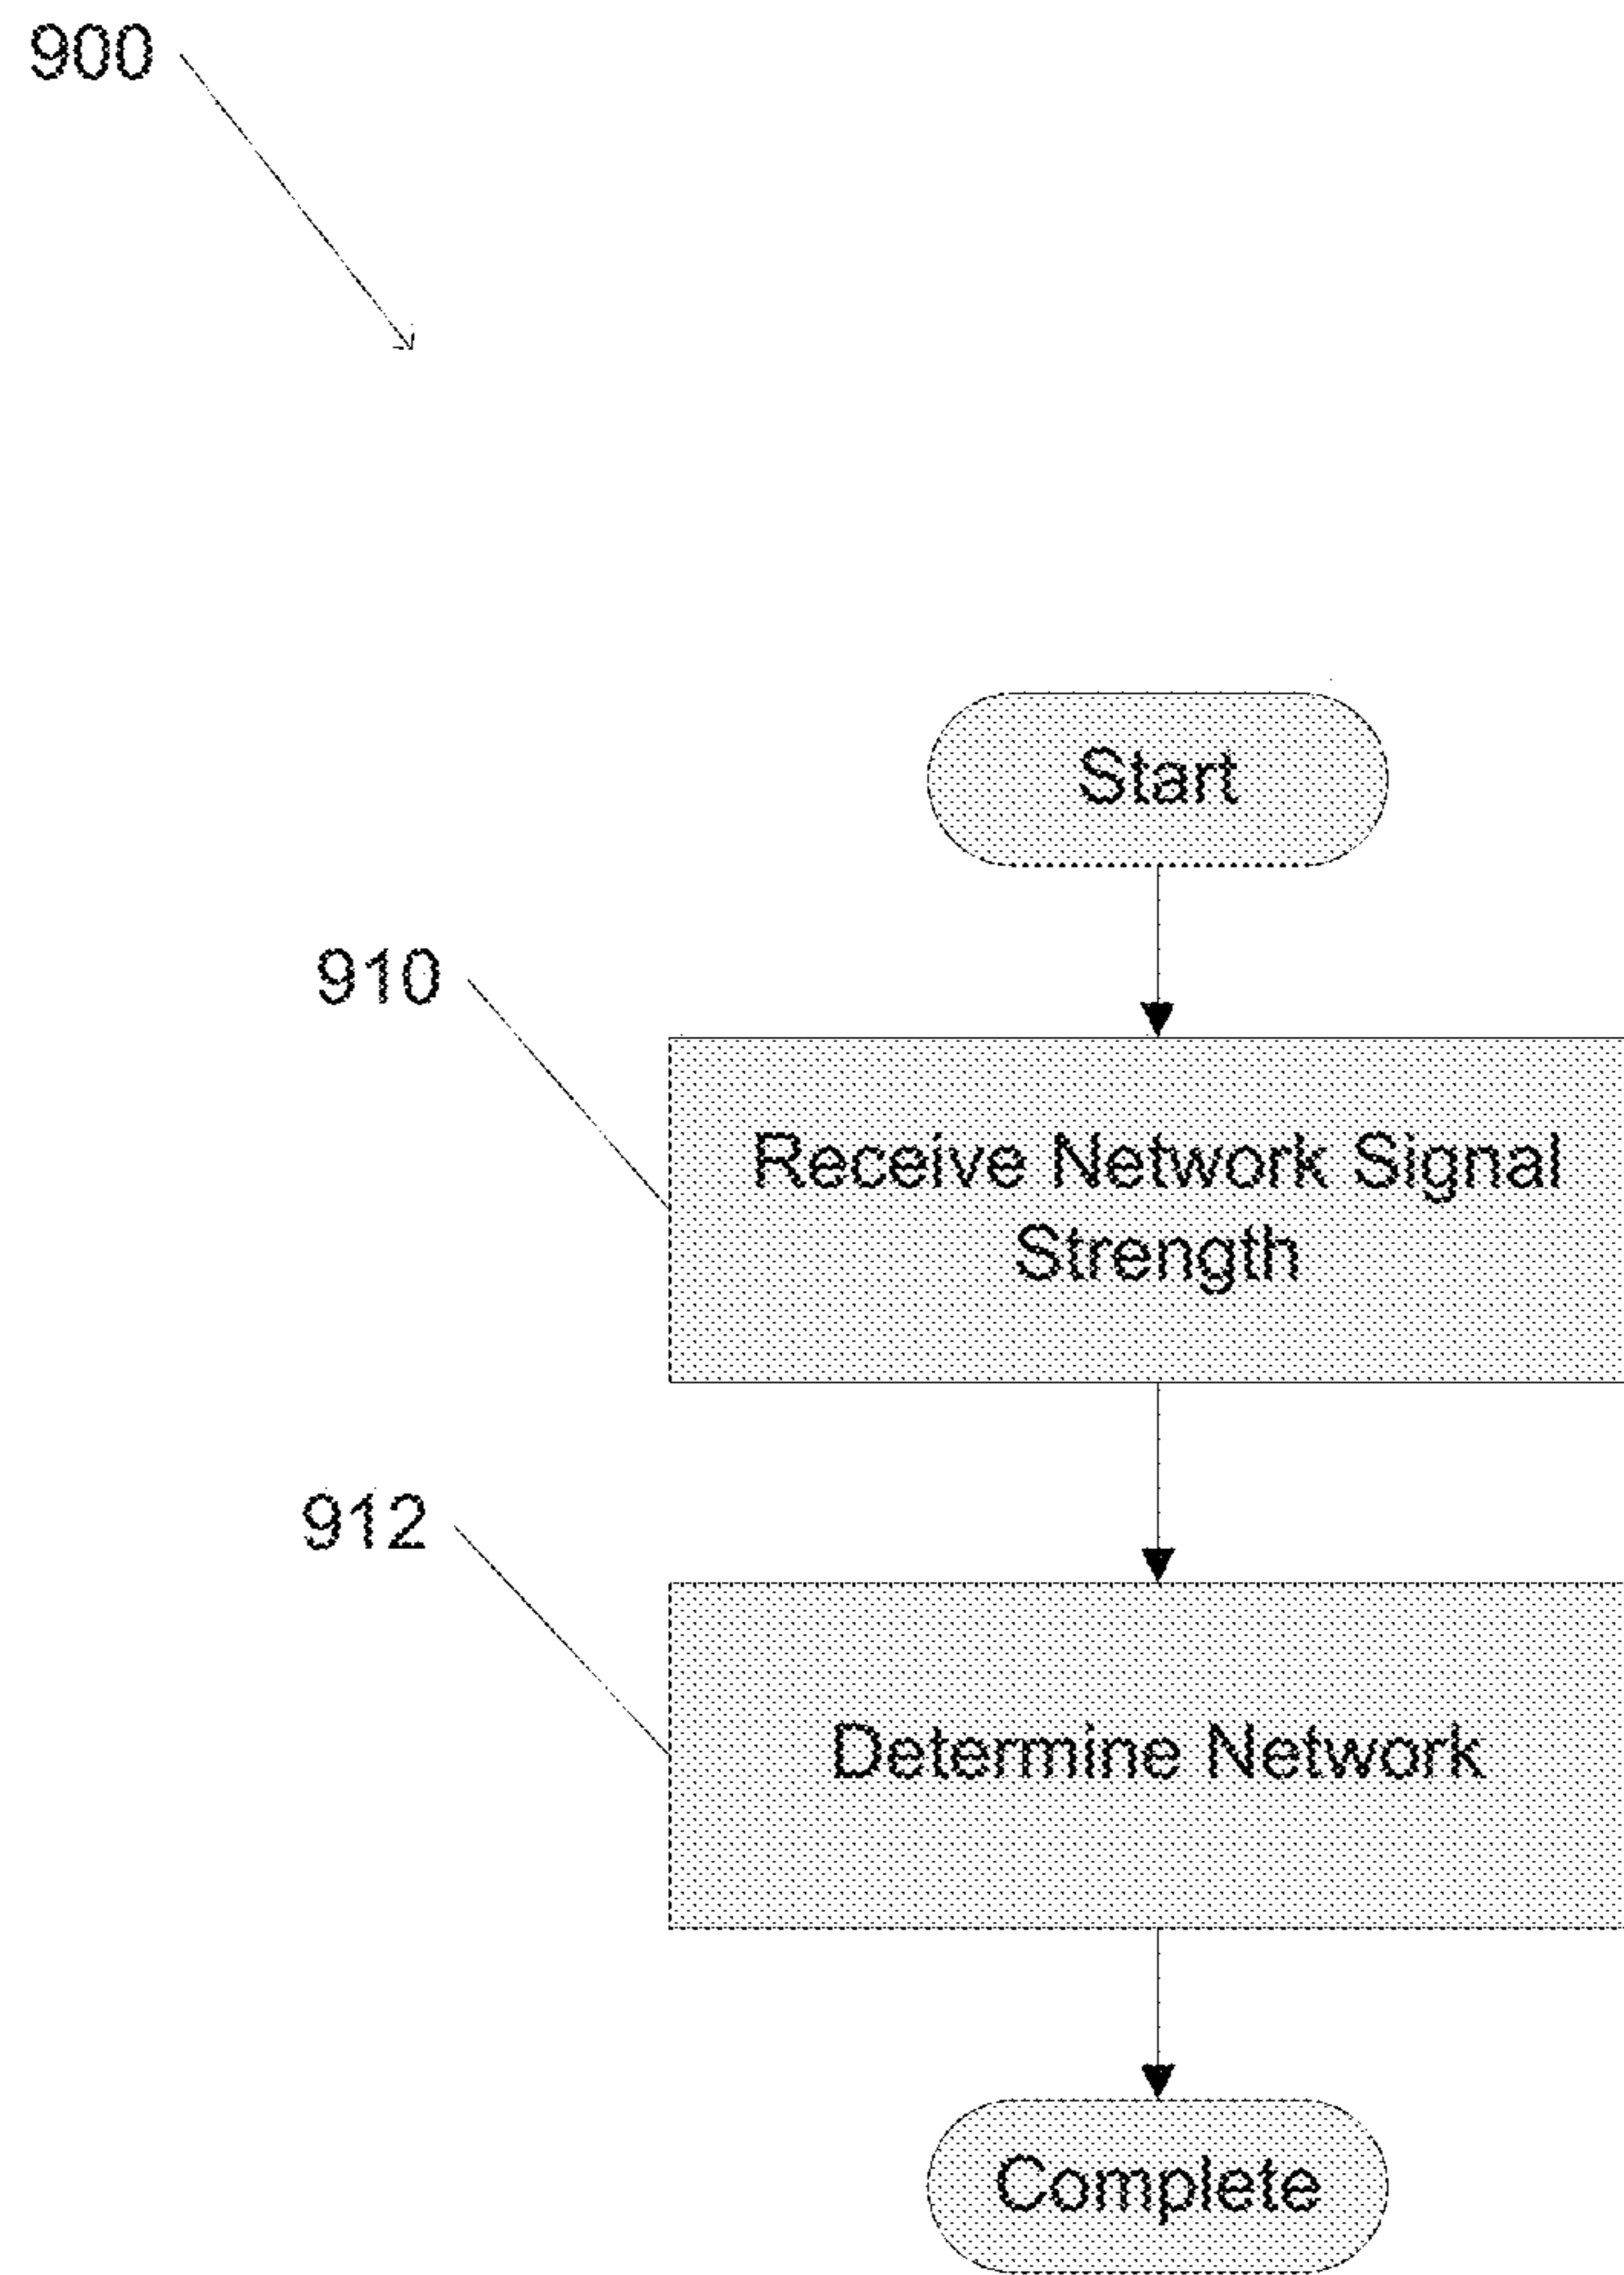 900
Start
910
Receive Network Signal
Strength
912
Determine Network
Complete